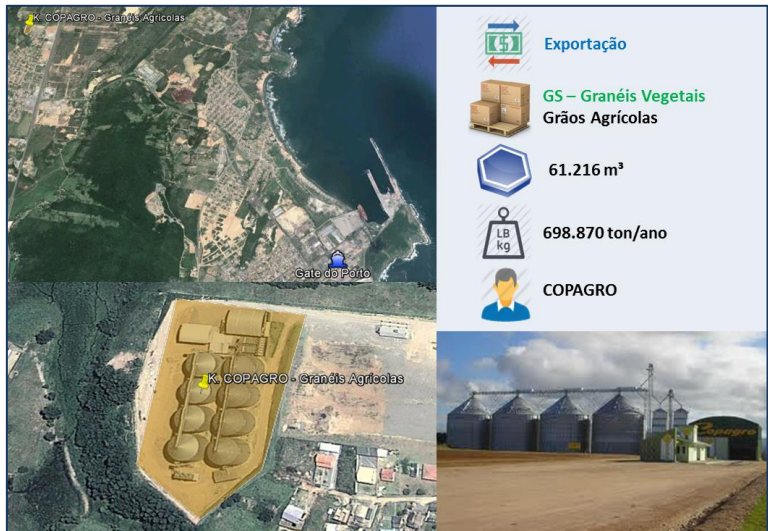 K. COPAGRO - Granéis Agrícolas
Gate do Porto
K. COPAGRO - Granéis Agrícolas
Exportação
GS – Granéis Vegetais
Grãos Agrícolas
61.216 m³
LB
kg
698.870 ton/ano
COPAGRO
Copagro